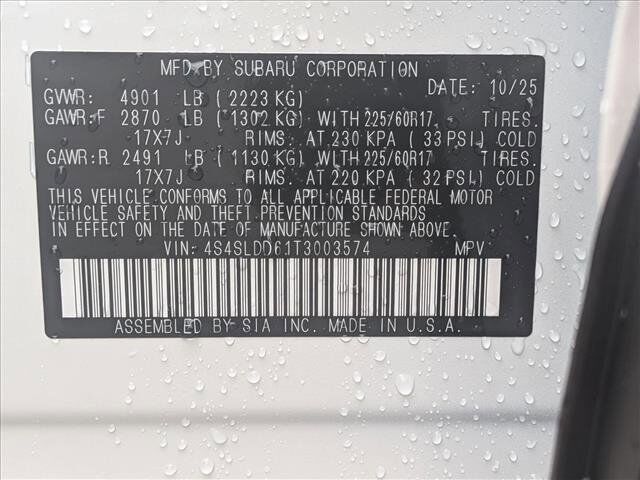 MFD BY SUBARU CORPORATION
DATE: 10/25
GVWR: 4901 LB ( 2223 KG)
GAWR:F 2870 LB ( 1302 KG) WITH 225/60R17 TIRES.
17X7J RIMS. AT 230 KPA ( 33 PSI) COLD
GAWR:R 2491 LB ( 1130 KG) WITH 225/60R17 TIRES.
17X7J RIMS. AT 220 KPA ( 32 PSI) COLD
THIS VEHICLE CONFORMS TO ALL APPLICABLE FEDERAL MOTOR
VEHICLE SAFETY AND THEFT PREVENTION STANDARDS
IN EFFECT ON THE DATE OF MANUFACTURE SHOWN ABOVE.
VIN: 4S4SLDD61T3003574 MPV
ASSEMBLED BY SIA INC. MADE IN U.S.A.